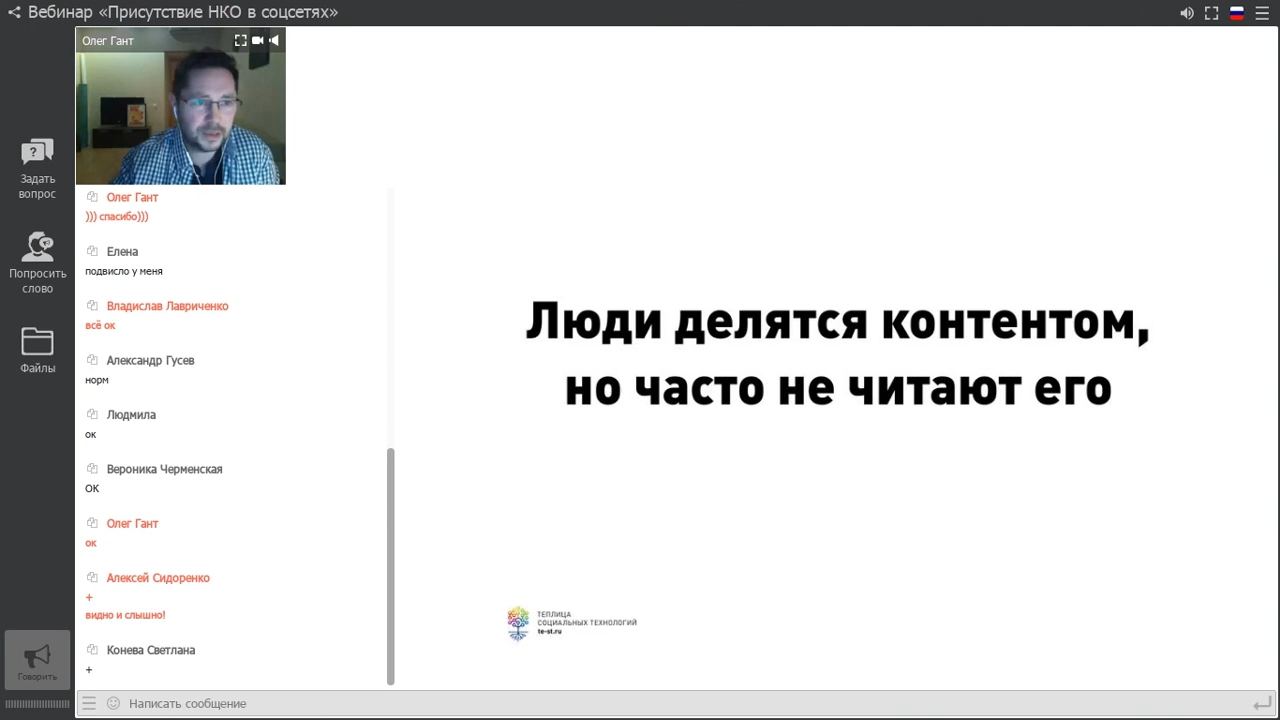 Вебинар «Присутствие НКО в соцсетях»
Олег Гант
Задать
вопрос
Попросить
слово
Файлы
Говорить
Олег Гант
))) спасибо)))
Елена
подвисло у меня
Владислав Лавриченко
всё ок
Александр Гусев
норм
Людмила
ок
Вероника Черменская
ОК
Олег Гант
ок
Алексей Сидоренко
+
видно и слышно!
Конева Светлана
+
Написать сообщение
Люди делятся контентом,
но часто не читают его
ТЕПЛИЦА
СОЦИАЛЬНЫХ ТЕХНОЛОГИЙ
te-st.ru